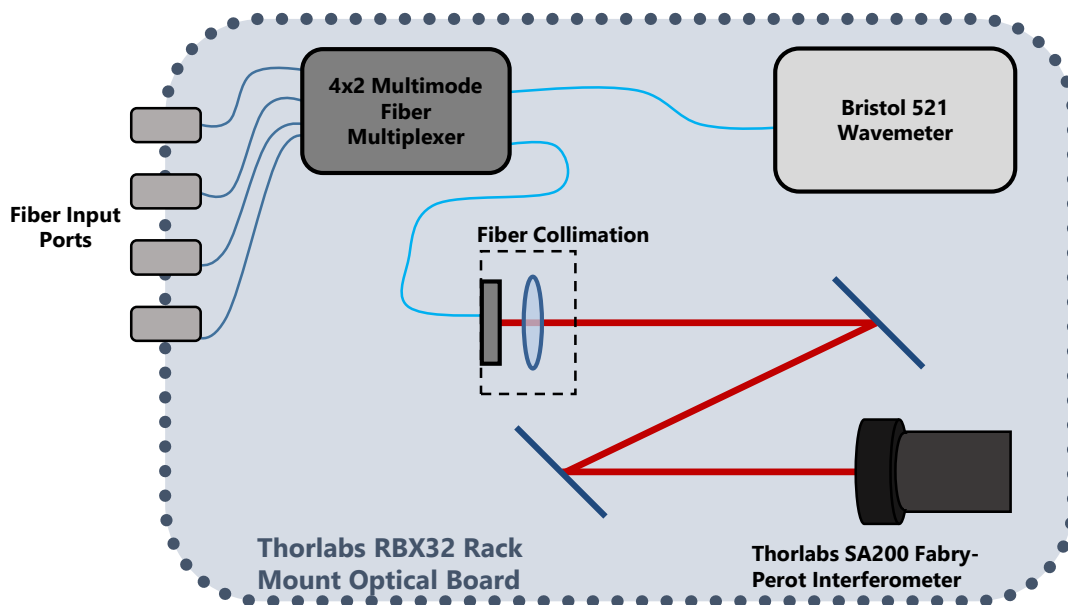 4x2 Multimode
Fiber
Multiplexer
Bristol 521
Wavemeter
Fiber Input
Ports
Fiber Collimation
Thorlabs RBX32 Rack
Mount Optical Board
Thorlabs SA200 Fabry-
Perot Interferometer